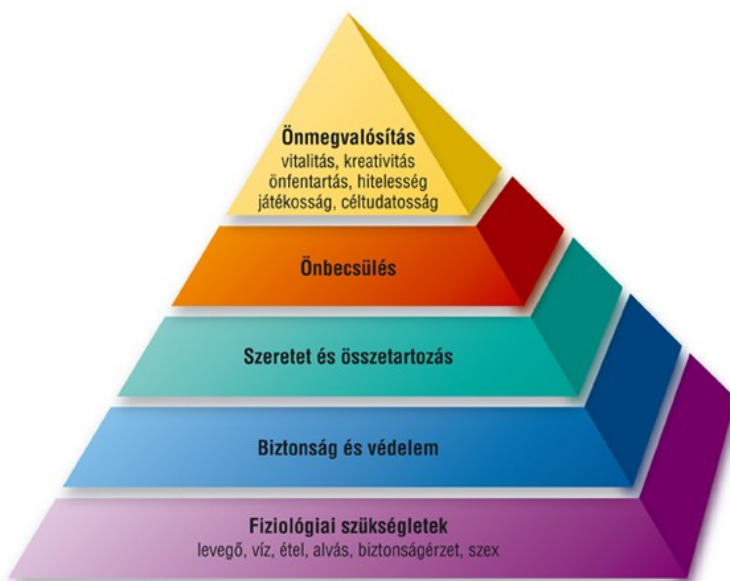 Önmegvalósítás
vitalitás, kreativitás
önfentartás, hitelesség
játékosság, céltudatosság
Önbecsülés
Szeretet és összetartozás
Biztonság és védelem
Fiziológiai szükségletek
levegő, víz, étel, alvás, biztonságérzet, szex